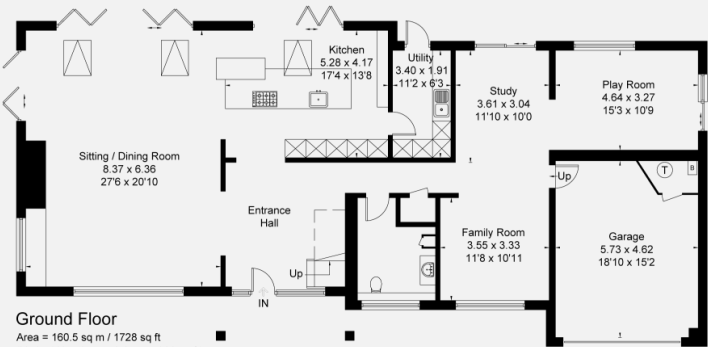 Kitchen
5.28 x 4.17
17'4 x 13'8
Utility
3.40 x 1.91
11'2 x 6'3
Study
3.61 x 3.04
11'10 x 10'0
Play Room
4.64 x 3.27
15'3 x 10'9
Sitting / Dining Room
8.37 x 6.36
27'6 x 20'10
Entrance
Hall
Up
IN
Family Room
3.55 x 3.33
11'8 x 10'11
Up
T
B
Garage
5.73 x 4.62
18'10 x 15'2
Ground Floor
Area = 160.5 sq m / 1728 sq ft